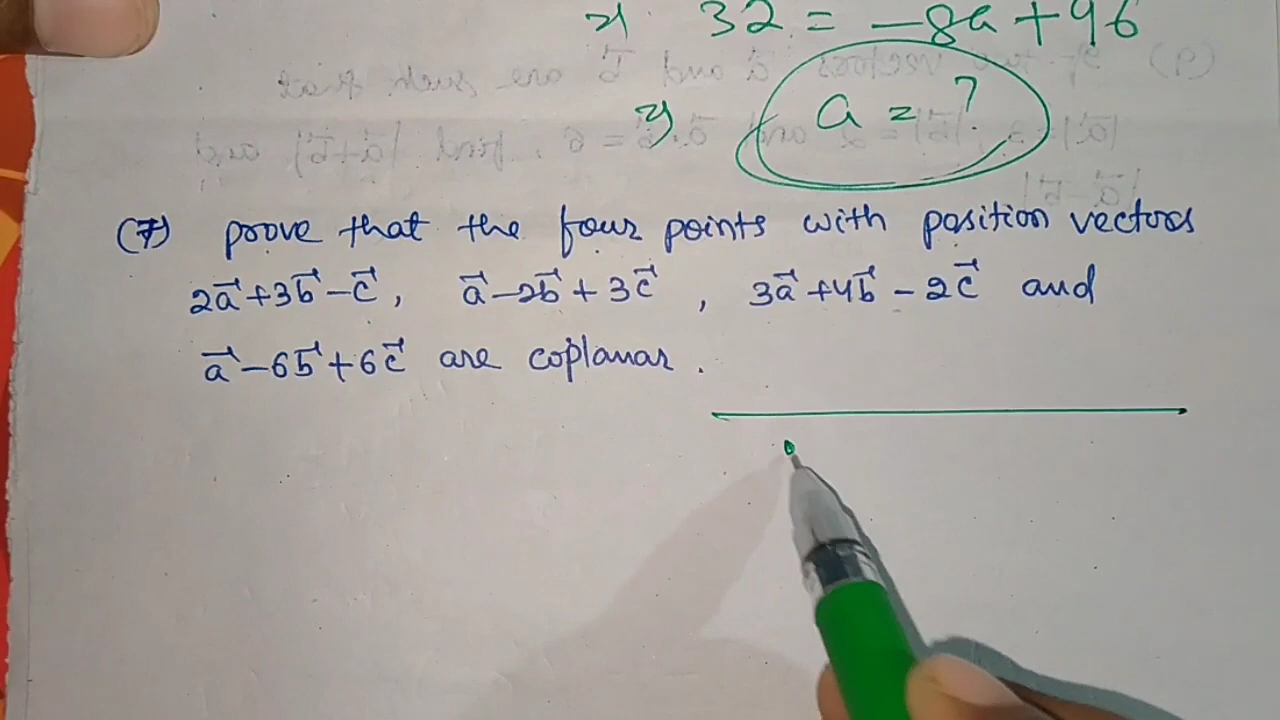 32 = -8a + 96
a = ?
(7) prove that the four points with position vectors
2a⃗+3b⃗-c⃗, a⃗-2b⃗+3c⃗, 3a⃗+4b⃗-2c⃗ and
a⃗-6b⃗+6c⃗ are coplanar.